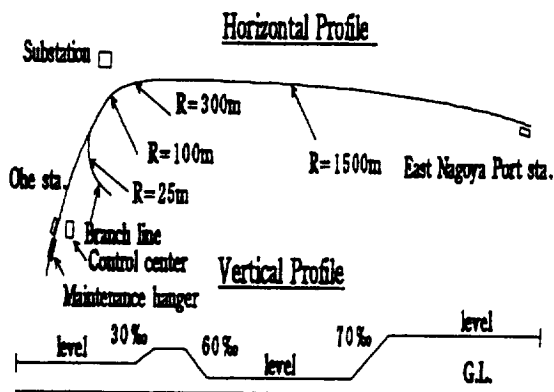 Horizontal Profile
Substation
R=300m
R=100m
R=1500m
East Nagoya Port sta.
Ohe sta.
R=25m
Branch line
Control center
Maintenance hanger
Vertical Profile
level
30‰
60‰
level
70‰
level
G.L.